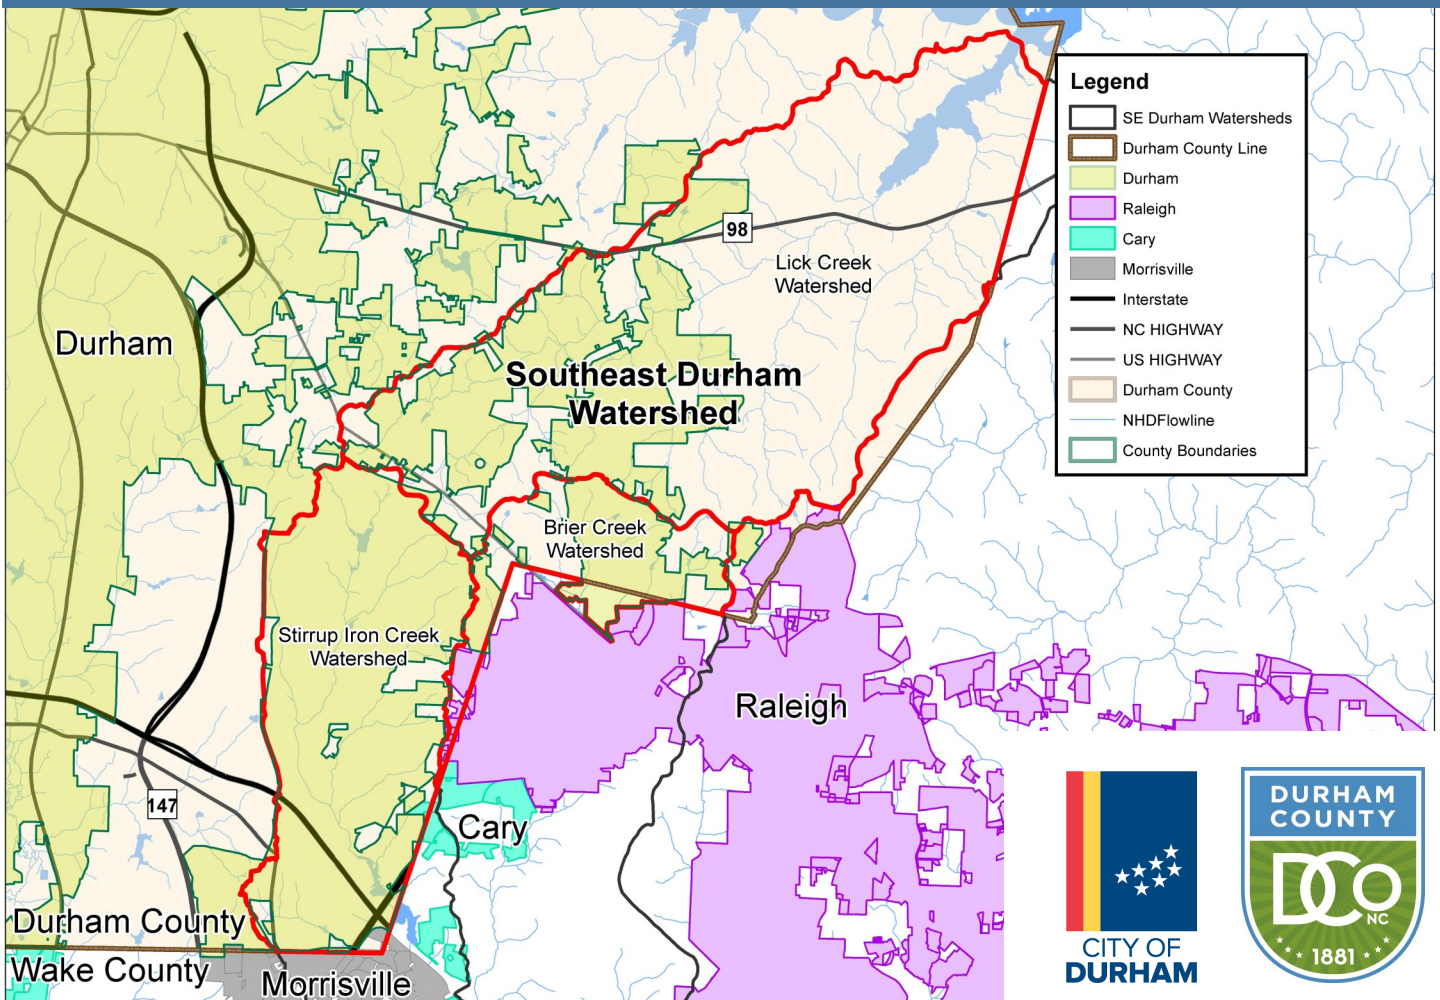 Legend
SE Durham Watersheds
Durham County Line
Durham
Raleigh
Cary
Morrisville
Interstate
NC HIGHWAY
US HIGHWAY
Durham County
NHDFlowline
County Boundaries
98
Lick Creek
Watershed
Durham
Southeast Durham
Watershed
Brier Creek
Watershed
Stirrup Iron Creek
Watershed
Raleigh
147
Cary
Durham County
Wake County
Morrisville
CITY OF
DURHAM
DURHAM
COUNTY
DCO
NC
1881